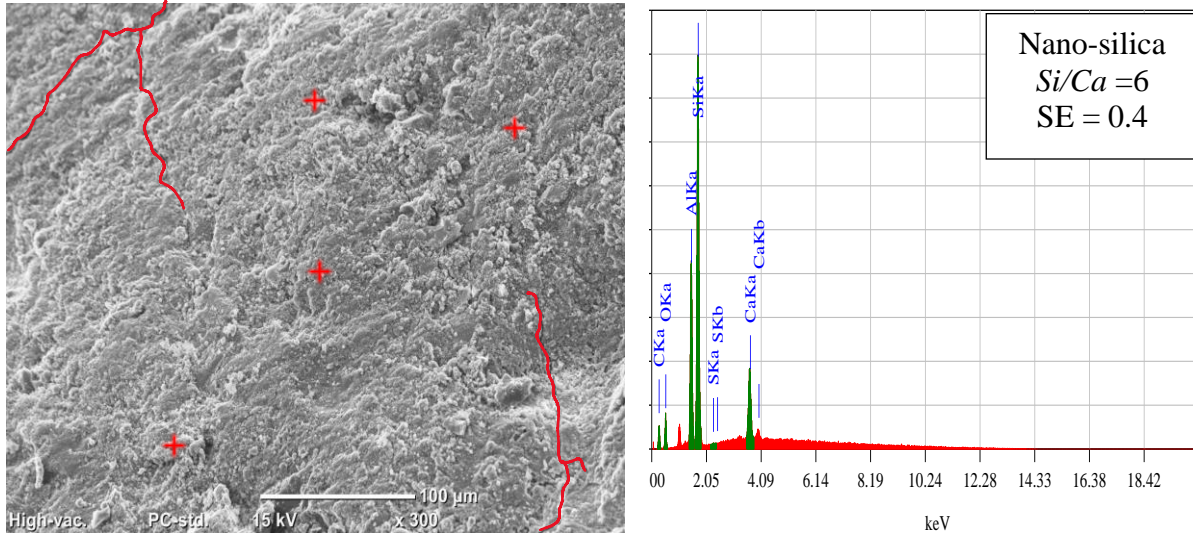 100 µm
High-vac. PC-std. 15 kV x 300
Nano-silica
Si/Ca =6
SE = 0.4
CKa
OKa
AlKa
SiKa
SKa
SKb
CaKa
CaKb
00 2.05 4.09 6.14 8.19 10.24 12.28 14.33 16.38 18.42
keV